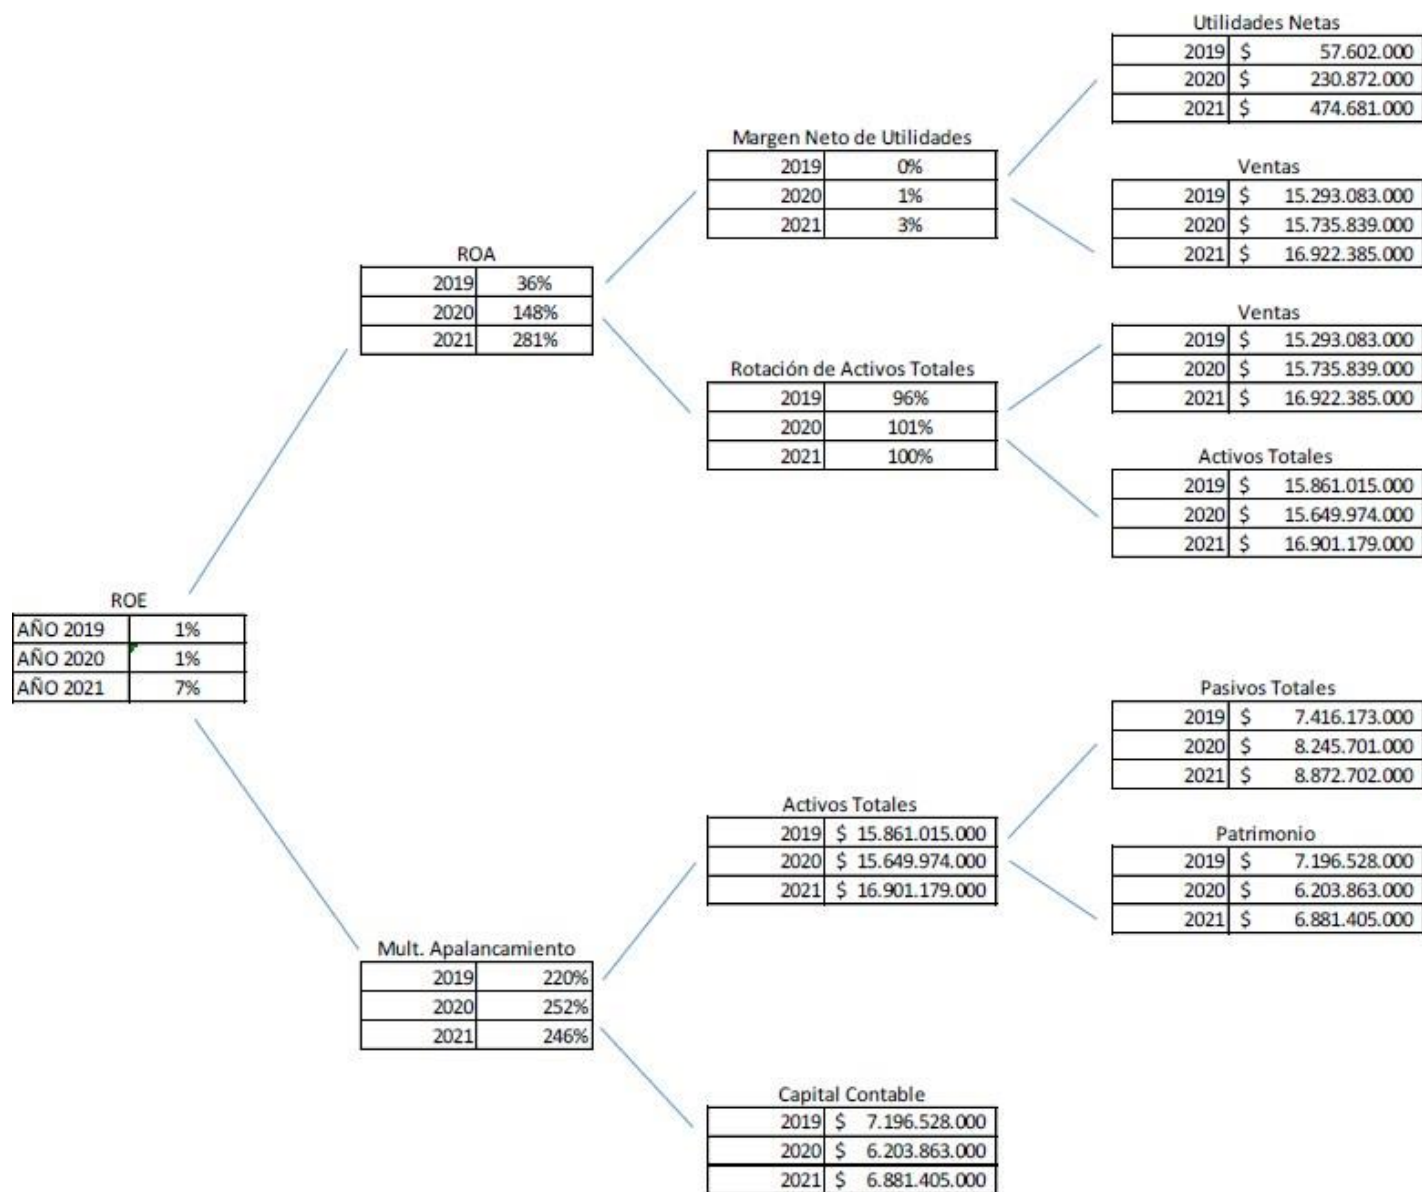 Utilidades Netas
2019 $ 57.602.000
2020 $ 230.872.000
2021 $ 474.681.000
Margen Neto de Utilidades
2019 0%
2020 1%
2021 3%
Ventas
2019 $ 15.293.083.000
2020 $ 15.735.839.000
2021 $ 16.922.385.000
ROA
2019 36%
2020 148%
2021 281%
Ventas
2019 $ 15.293.083.000
2020 $ 15.735.839.000
2021 $ 16.922.385.000
Rotación de Activos Totales
2019 96%
2020 101%
2021 100%
Activos Totales
2019 $ 15.861.015.000
2020 $ 15.649.974.000
2021 $ 16.901.179.000
ROE
AÑO 2019 1%
AÑO 2020 1%
AÑO 2021 7%
Pasivos Totales
2019 $ 7.416.173.000
2020 $ 8.245.701.000
2021 $ 8.872.702.000
Activos Totales
2019 $ 15.861.015.000
2020 $ 15.649.974.000
2021 $ 16.901.179.000
Patrimonio
2019 $ 7.196.528.000
2020 $ 6.203.863.000
2021 $ 6.881.405.000
Mult. Apalancamiento
2019 220%
2020 252%
2021 246%
Capital Contable
2019 $ 7.196.528.000
2020 $ 6.203.863.000
2021 $ 6.881.405.000